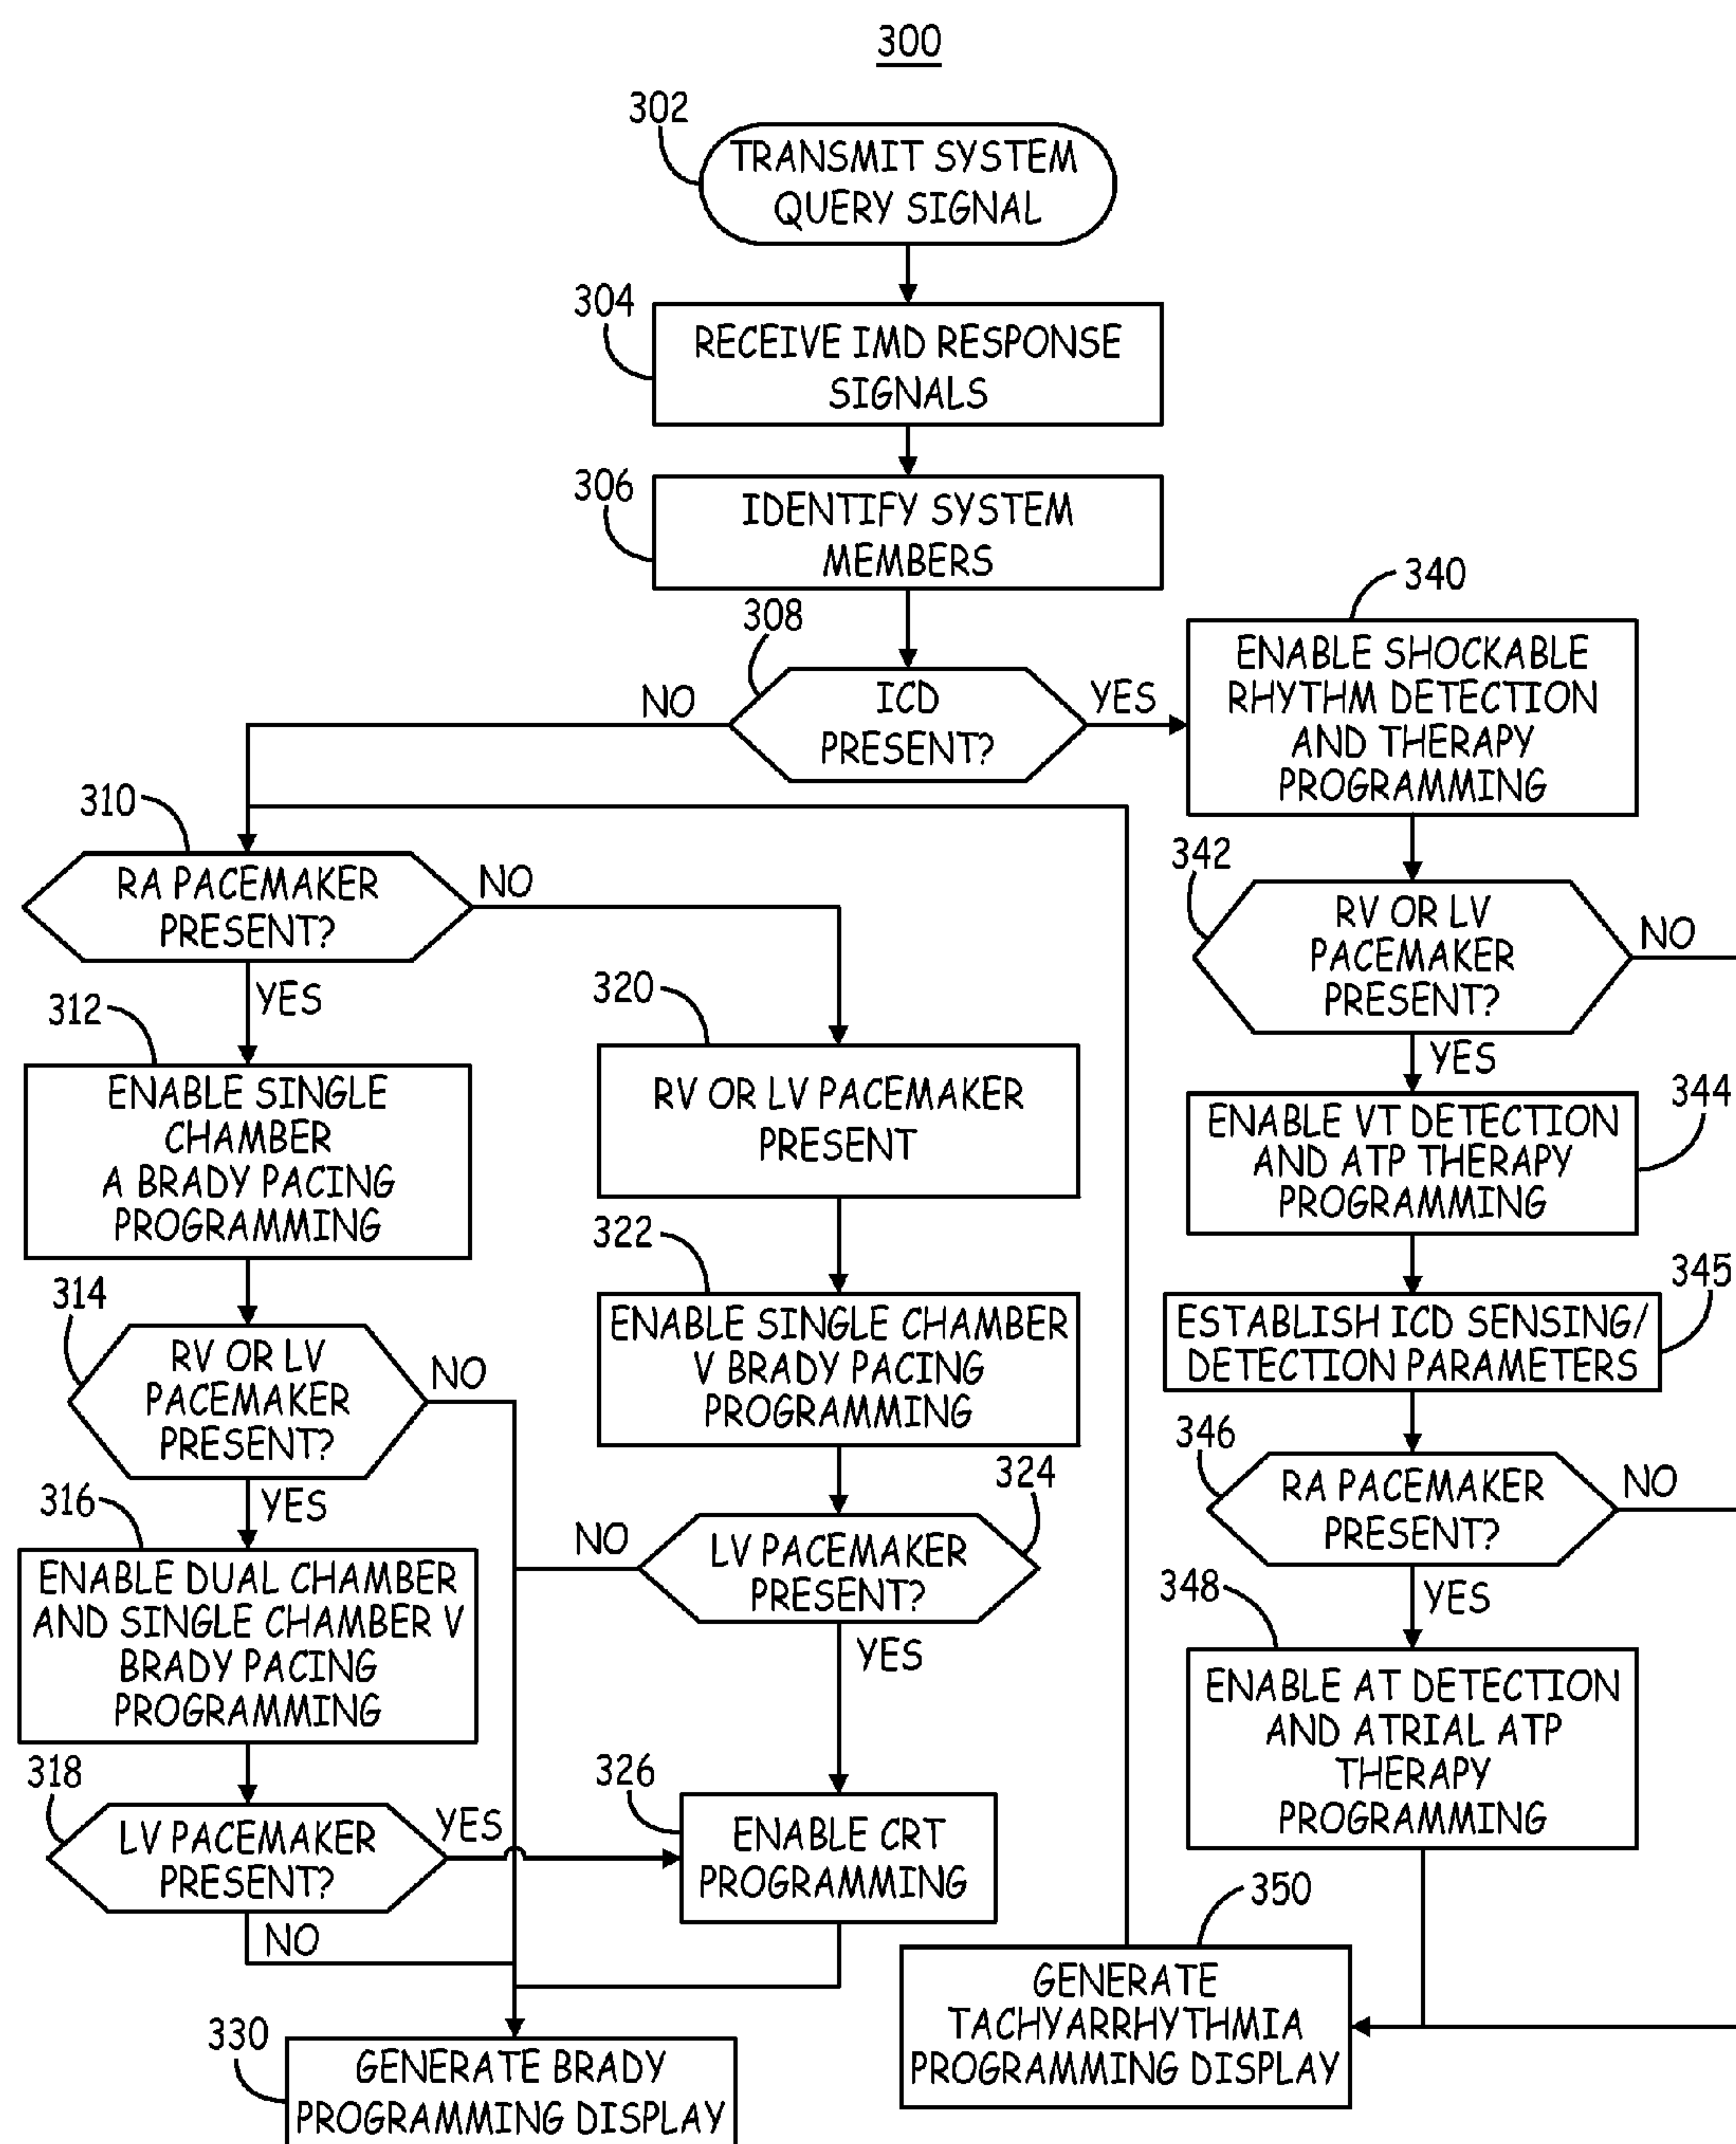 300
302
TRANSMIT SYSTEM
QUERY SIGNAL
304
RECEIVE IMD RESPONSE
SIGNALS
306
IDENTIFY SYSTEM
MEMBERS
308
ICD
PRESENT?
NO
YES
340
ENABLE SHOCKABLE
RHYTHM DETECTION
AND THERAPY
PROGRAMMING
310
RA PACEMAKER
PRESENT?
NO
YES
312
ENABLE SINGLE
CHAMBER
A BRADY PACING
PROGRAMMING
314
RV OR LV
PACEMAKER
PRESENT?
NO
YES
316
ENABLE DUAL CHAMBER
AND SINGLE CHAMBER V
BRADY PACING
PROGRAMMING
318
LV PACEMAKER
PRESENT?
YES
NO
320
RV OR LV PACEMAKER
PRESENT
322
ENABLE SINGLE CHAMBER
V BRADY PACING
PROGRAMMING
324
LV PACEMAKER
PRESENT?
NO
YES
326
ENABLE CRT
PROGRAMMING
330
GENERATE BRADY
PROGRAMMING DISPLAY
342
RV OR LV
PACEMAKER
PRESENT?
NO
YES
344
ENABLE VT DETECTION
AND ATP THERAPY
PROGRAMMING
345
ESTABLISH ICD SENSING/
DETECTION PARAMETERS
346
RA PACEMAKER
PRESENT?
NO
YES
348
ENABLE AT DETECTION
AND ATRIAL ATP
THERAPY
PROGRAMMING
350
GENERATE
TACHYARRHYTHMIA
PROGRAMMING DISPLAY